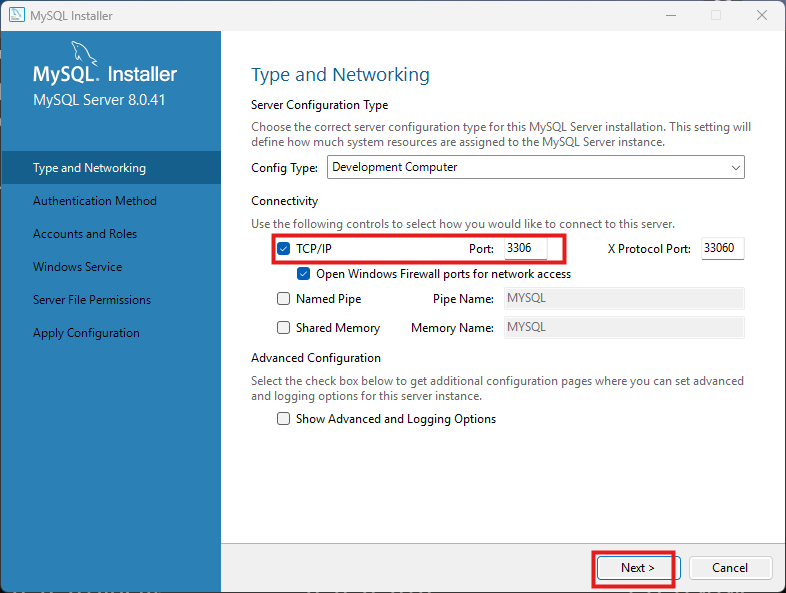 MySQL Installer
MySQL. Installer
MySQL Server 8.0.41
Type and Networking
Authentication Method
Accounts and Roles
Windows Service
Server File Permissions
Apply Configuration
Type and Networking
Server Configuration Type
Choose the correct server configuration type for this MySQL Server installation. This setting will
define how much system resources are assigned to the MySQL Server instance.
Config Type: Development Computer
Connectivity
Use the following controls to select how you would like to connect to this server.
TCP/IP Port: 3306 X Protocol Port: 33060
Open Windows Firewall ports for network access
Named Pipe Pipe Name: MYSQL
Shared Memory Memory Name: MYSQL
Advanced Configuration
Select the check box below to get additional configuration pages where you can set advanced
and logging options for this server instance.
Show Advanced and Logging Options
Next > Cancel